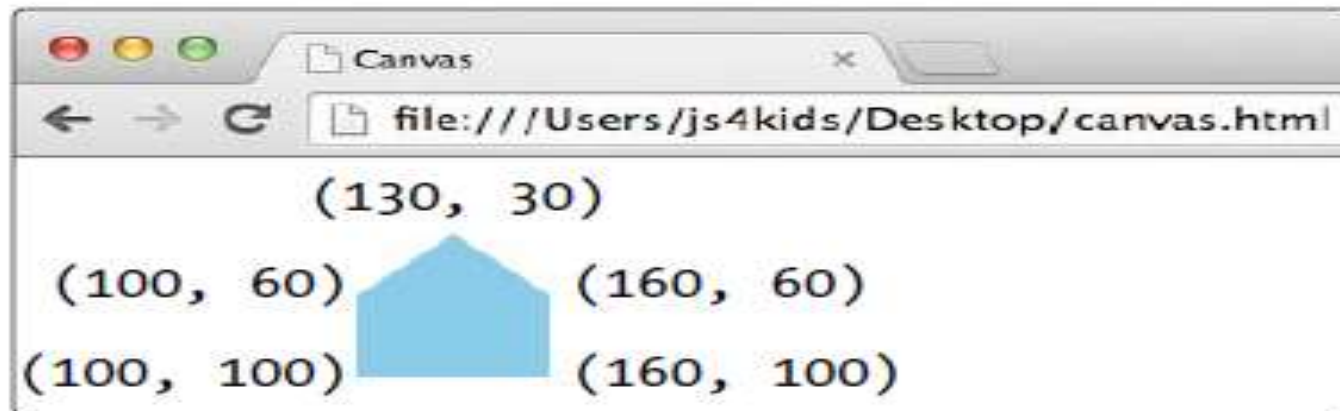 Canvas
file:///Users/js4kids/Desktop/canvas.html
(130, 30)
(100, 60) (160, 60)
(100, 100) (160, 100)